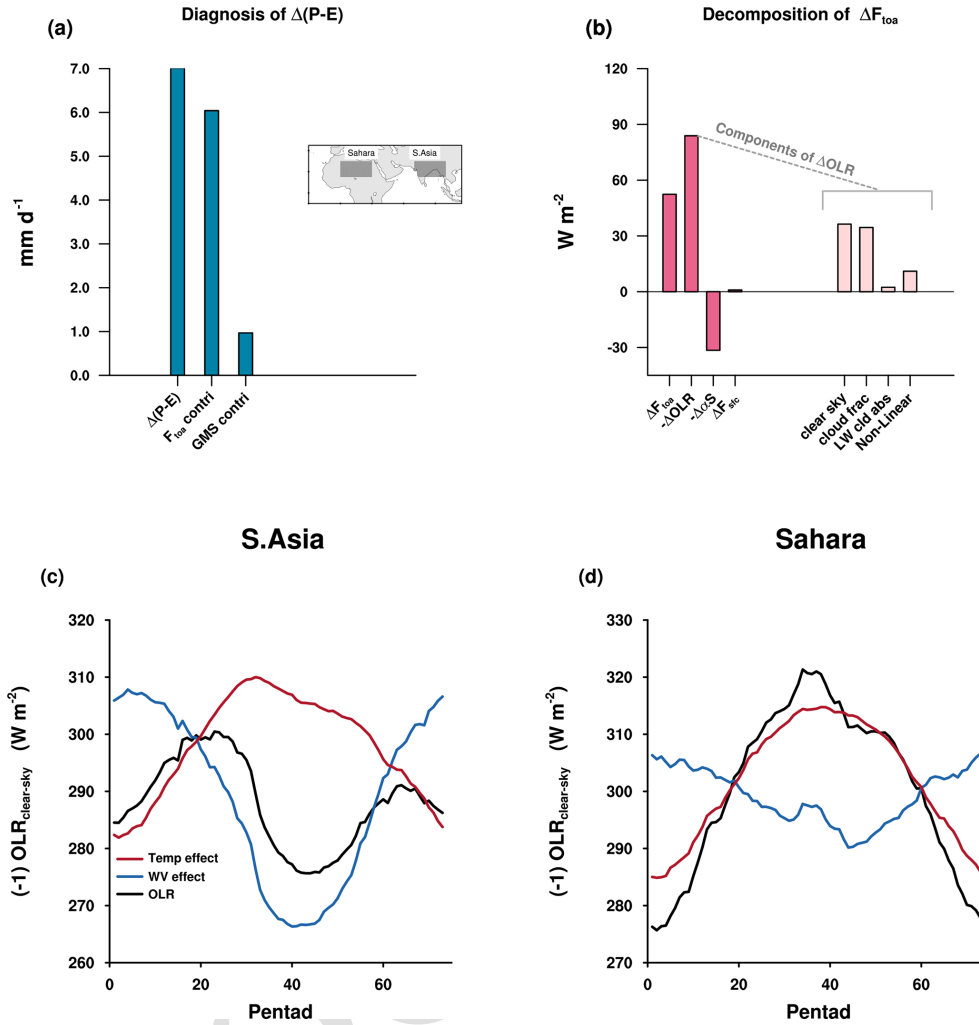 Diagnosis of Δ(P-E)
(a)
7.0
6.0
5.0
4.0
3.0
2.0
1.0
0.0
mm d⁻¹
Δ(P-E)
Fₜₒₐ contri
GMS contri
Sahara
S.Asia
Decomposition of ΔFₜₒₐ
(b)
120
90
60
30
0
-30
W m⁻²
Components of ΔOLR
ΔFₜₒₐ
-ΔOLR
-ΔαS
ΔF_sfc
clear sky
cloud frac
LW cld abs
Non-Linear
S.Asia
(c)
320
310
300
290
280
270
260
(-1) OLR_clear-sky (W m⁻²)
Temp effect
WV effect
OLR
0
20
40
60
Pentad
Sahara
(d)
330
320
310
300
290
280
270
(-1) OLR_clear-sky (W m⁻²)
0
20
40
60
Pentad